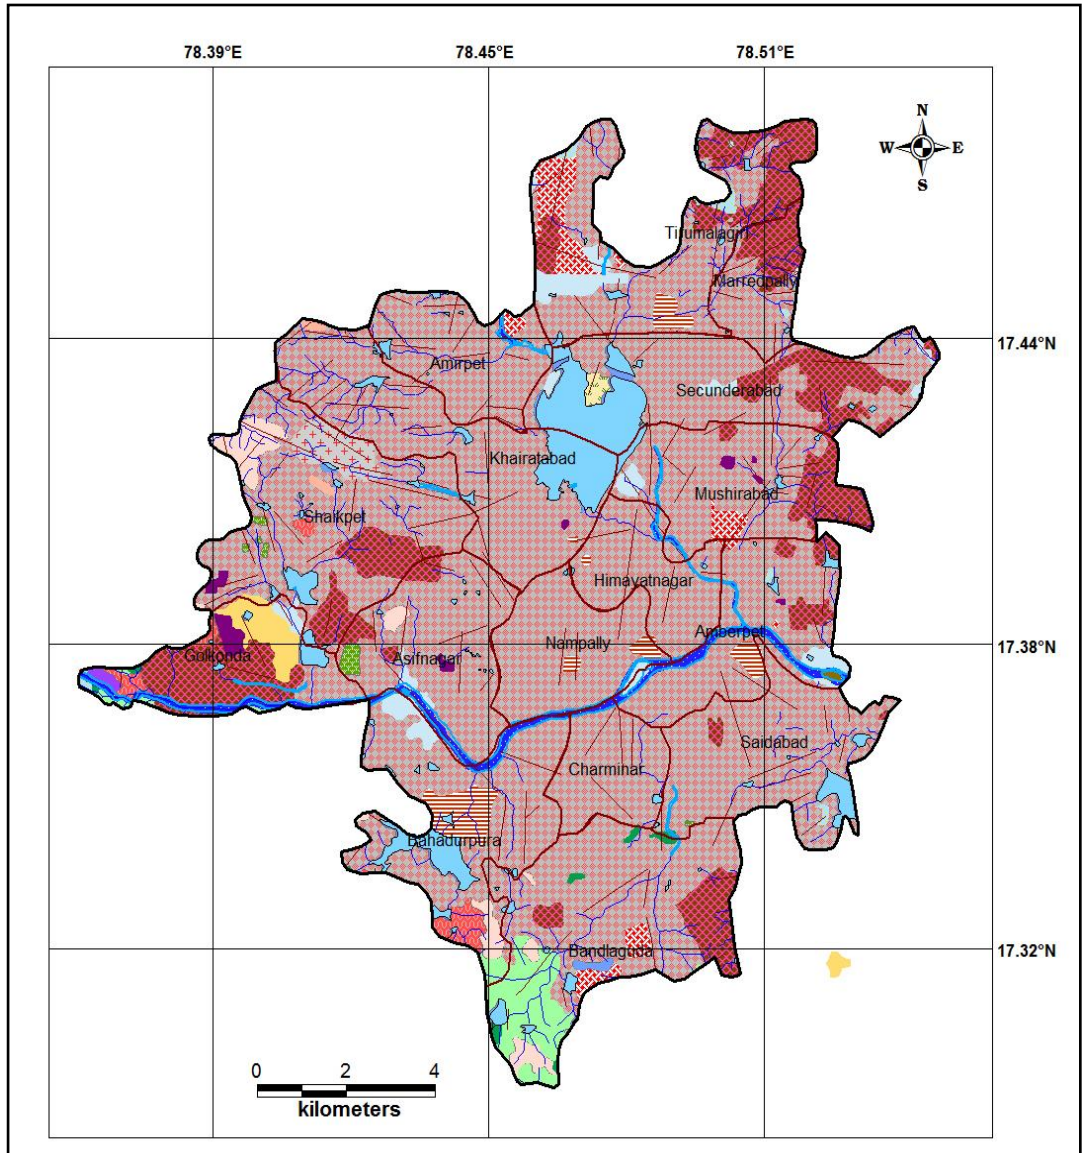 78.39°E 78.45°E 78.51°E
N
W E
S
Tirumalagiri
Marredpally
17.44°N
Amirpet
Secunderabad
Khairatabad
Mushirabad
Shaikpet
Himayatnagar
Amberpet
Nampally
17.38°N
Golkonda
Asifnagar
Saidabad
Charminar
Bahadurpura
Bandlaguda
17.32°N
0 2 4
kilometers